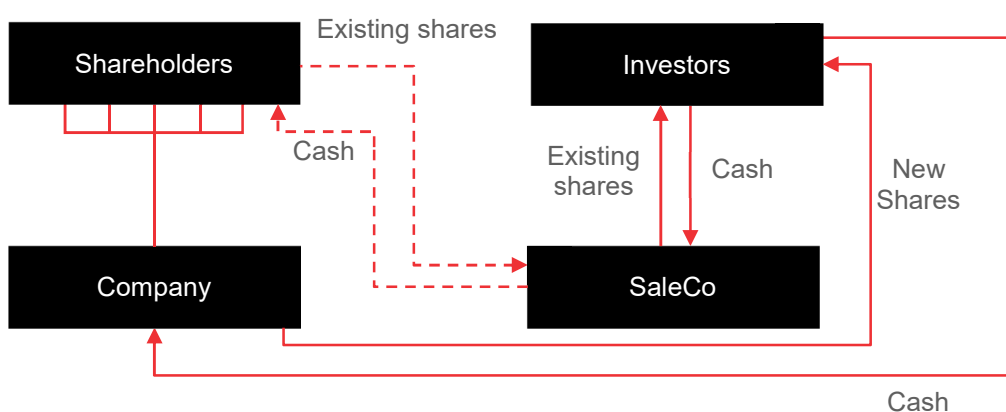 Existing shares
Shareholders
Investors
Cash
Existing
shares
Cash
New
Shares
Company
SaleCo
Cash